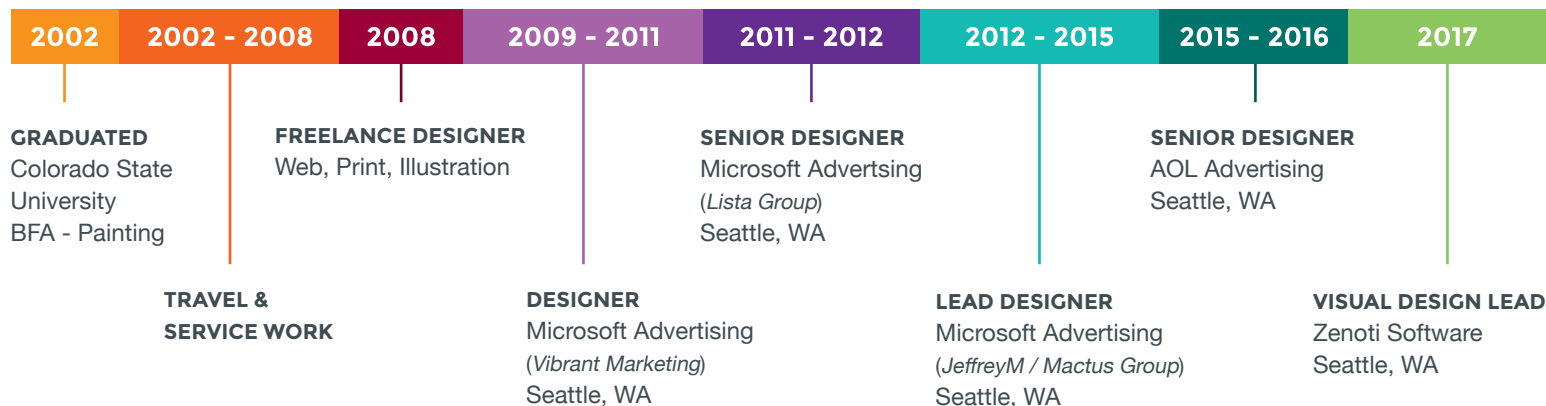 2002
2002 - 2008
2008
2009 - 2011
2011 - 2012
2012 - 2015
2015 - 2016
2017
GRADUATED
Colorado State
University
BFA - Painting
TRAVEL &
SERVICE WORK
FREELANCE DESIGNER
Web, Print, Illustration
DESIGNER
Microsoft Advertising
(Vibrant Marketing)
Seattle, WA
SENIOR DESIGNER
Microsoft Advertsing
(Lista Group)
Seattle, WA
LEAD DESIGNER
Microsoft Advertising
(JeffreyM / Mactus Group)
Seattle, WA
SENIOR DESIGNER
AOL Advertising
Seattle, WA
VISUAL DESIGN LEAD
Zenoti Software
Seattle, WA